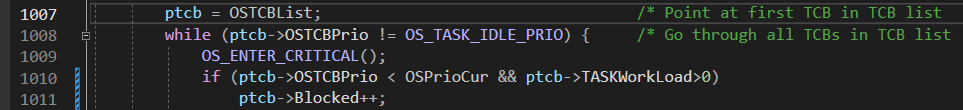 1007 ptcb = OSTCBList; /* Point at first TCB in TCB list
1008 while (ptcb->OSTCBPrio != OS_TASK_IDLE_PRIO) { /* Go through all TCBs in TCB list
1009 OS_ENTER_CRITICAL();
1010 if (ptcb->OSTCBPrio < OSPrioCur && ptcb->TASKWorkLoad>0)
1011 ptcb->Blocked++;